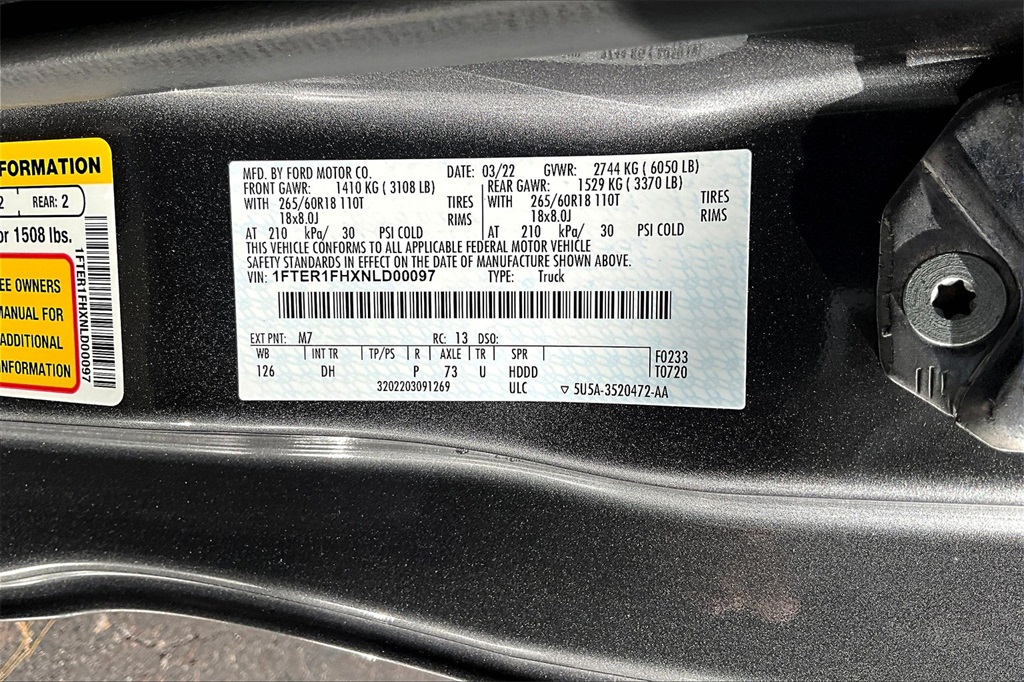 FORMATION
2 REAR: 2
or 1508 lbs.
EE OWNERS
MANUAL FOR
ADDITIONAL
INFORMATION
1FTER1FHXNLD00097
MFD. BY FORD MOTOR CO. DATE: 03/22 GVWR: 2744 KG ( 6050 LB)
FRONT GAWR: 1410 KG ( 3108 LB) REAR GAWR: 1529 KG ( 3370 LB)
WITH 265/60R18 110T TIRES WITH 265/60R18 110T TIRES
18x8.0J RIMS 18x8.0J RIMS
AT 210 kPa/ 30 PSI COLD AT 210 kPa/ 30 PSI COLD
THIS VEHICLE CONFORMS TO ALL APPLICABLE FEDERAL MOTOR VEHICLE
SAFETY STANDARDS IN EFFECT ON THE DATE OF MANUFACTURE SHOWN ABOVE.
VIN: 1FTER1FHXNLD00097 TYPE: Truck
EXT PNT: M7 RC: 13 DSO:
WB INT TR TP/PS R AXLE TR SPR F0233
126 DH P 73 U HDDD T0720
3202203091269 ULC ▽ 5U5A-3520472-AA